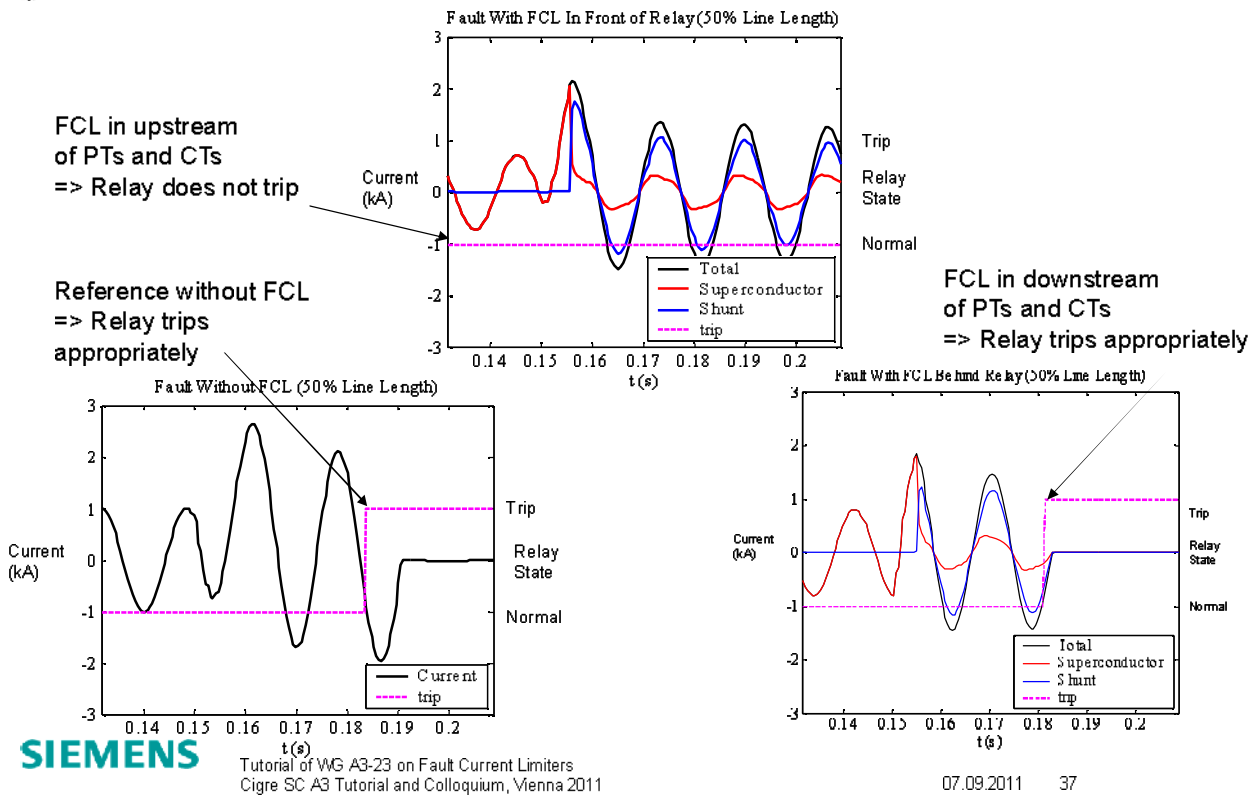 Fault With FCL In Front of Relay (50% Line Length)
3
2
1
0
-1
-2
-3
Current
(kA)
Trip
Relay
State
Normal
Total
Superconductor
Shunt
trip
0.14 0.15 0.16 0.17 0.18 0.19 0.2
t(s)
FCL in upstream
of PTs and CTs
=> Relay does not trip
Reference without FCL
=> Relay trips
appropriately
FCL in downstream
of PTs and CTs
=> Relay trips appropriately
Fault Without FCL (50% Line Length)
3
2
1
0
-1
-2
-3
Current
(kA)
Trip
Relay
State
Normal
Current
trip
0.14 0.15 0.16 0.17 0.18 0.19 0.2
t(s)
Fault With FCL Behind Relay (50% Line Length)
3
2
1
0
-1
-2
-3
Current
(kA)
Trip
Relay
State
Normal
Total
Superconductor
Shunt
trip
0.14 0.15 0.16 0.17 0.18 0.19 0.2
t(s)
SIEMENS
Tutorial of WG A3-23 on Fault Current Limiters
Cigre SC A3 Tutorial and Colloquium, Vienna 2011
07.09.2011 37